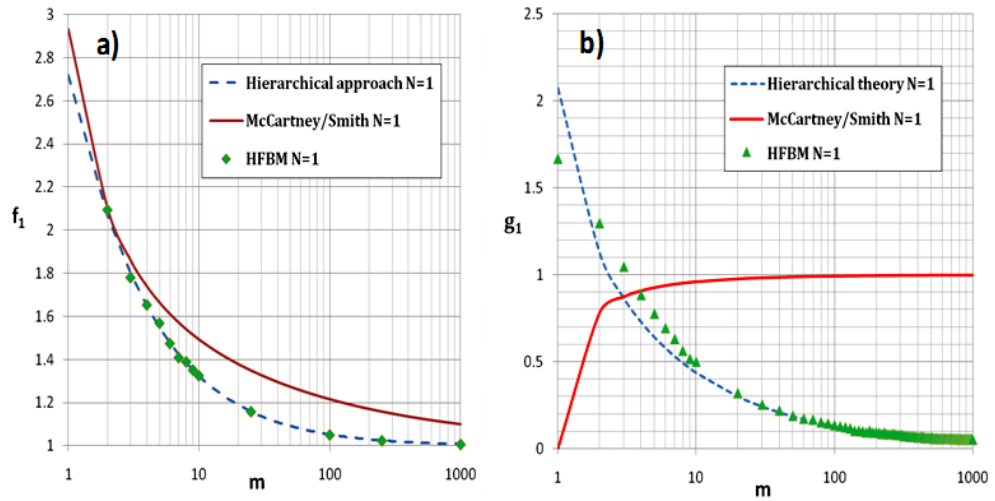 a)
3
2.8
2.6
2.4
2.2
2
1.8
1.6
1.4
1.2
1
f1
Hierarchical approach N=1
McCartney/Smith N=1
HFBM N=1
1 10 100 1000
m
b)
2.5
2
1.5
1
0.5
0
g1
Hierarchical theory N=1
McCartney/Smith N=1
HFBM N=1
1 10 100 1000
m